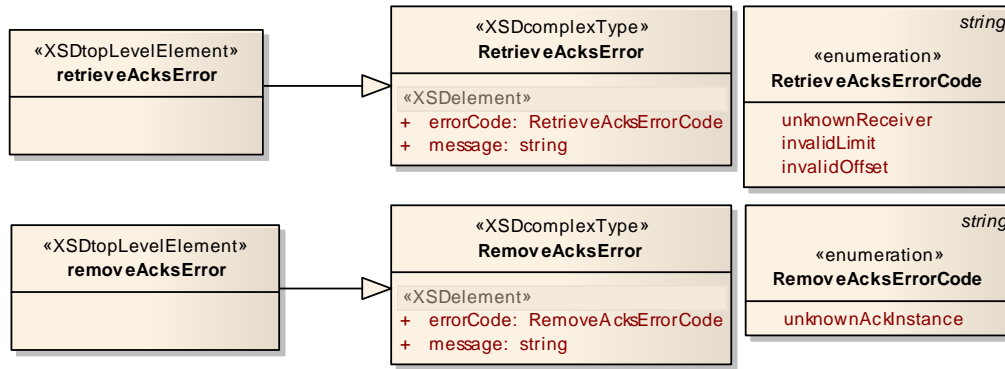 «XSDtopLevelElement»
retrieveAcksError
«XSDcomplexType»
RetrieveAcksError
«XSDelement»
+ errorCode: RetrieveAcksErrorCode
+ message: string
string
«enumeration»
RetrieveAcksErrorCode
unknownReceiver
invalidLimit
invalidOffset
«XSDtopLevelElement»
removeAcksError
«XSDcomplexType»
RemoveAcksError
«XSDelement»
+ errorCode: RemoveAcksErrorCode
+ message: string
string
«enumeration»
RemoveAcksErrorCode
unknownAckInstance